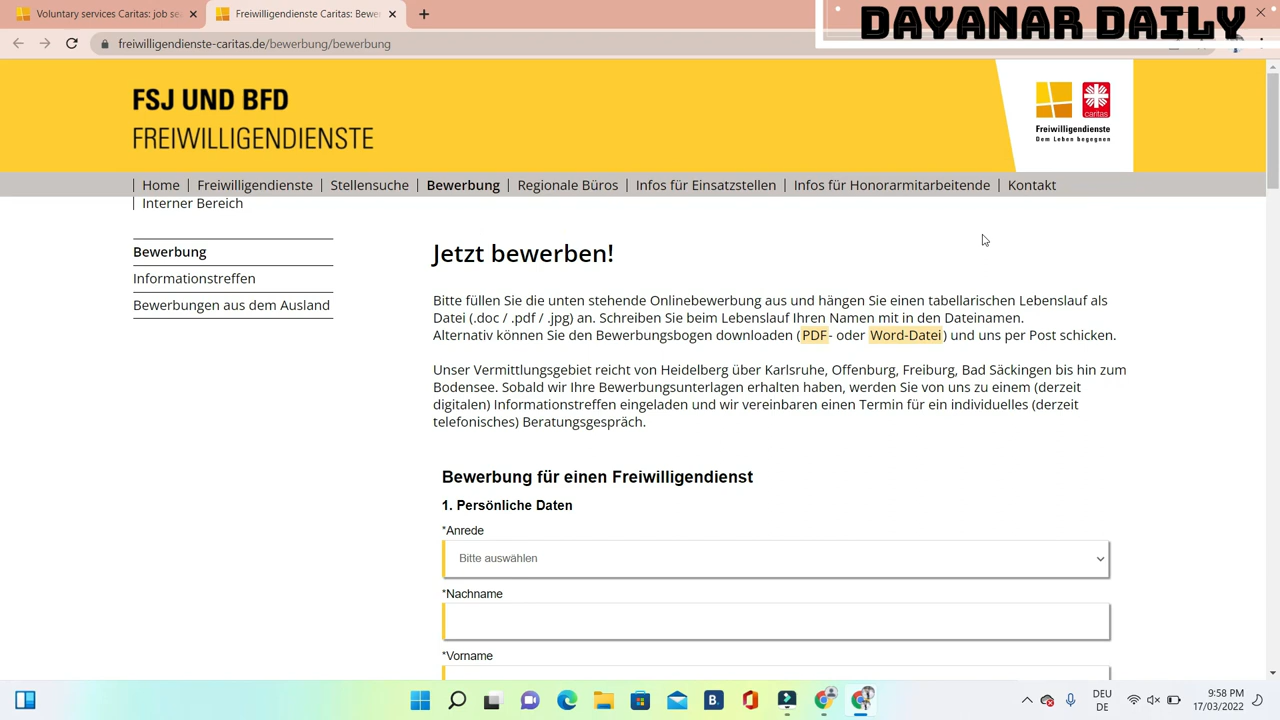 Voluntary services Caritas: job se
Freiwilligendienste Caritas: Bewe
DAYANAR DAILY
freiwilligendienste-caritas.de/bewerbung/bewerbung
FSJ UND BFD
FREIWILLIGENDIENSTE
caritas
Freiwilligendienste
Dem Leben begegnen
Home
Freiwilligendienste
Stellensuche
Bewerbung
Regionale Büros
Infos für Einsatzstellen
Infos für Honorarmitarbeitende
Kontakt
Interner Bereich
Bewerbung
Informationstreffen
Bewerbungen aus dem Ausland
Jetzt bewerben!
Bitte füllen Sie die unten stehende Onlinebewerbung aus und hängen Sie einen tabellarischen Lebenslauf als
Datei (.doc / .pdf / .jpg) an. Schreiben Sie beim Lebenslauf Ihren Namen mit in den Dateinamen.
Alternativ können Sie den Bewerbungsbogen downloaden (PDF- oder Word-Datei) und uns per Post schicken.
Unser Vermittlungsgebiet reicht von Heidelberg über Karlsruhe, Offenburg, Freiburg, Bad Säckingen bis hin zum
Bodensee. Sobald wir Ihre Bewerbungsunterlagen erhalten haben, werden Sie von uns zu einem (derzeit
digitalen) Informationstreffen eingeladen und wir vereinbaren einen Termin für ein individuelles (derzeit
telefonisches) Beratungsgespräch.
Bewerbung für einen Freiwilligendienst
1. Persönliche Daten
*Anrede
Bitte auswählen
*Nachname
*Vorname
DEU
DE
9:58 PM
17/03/2022